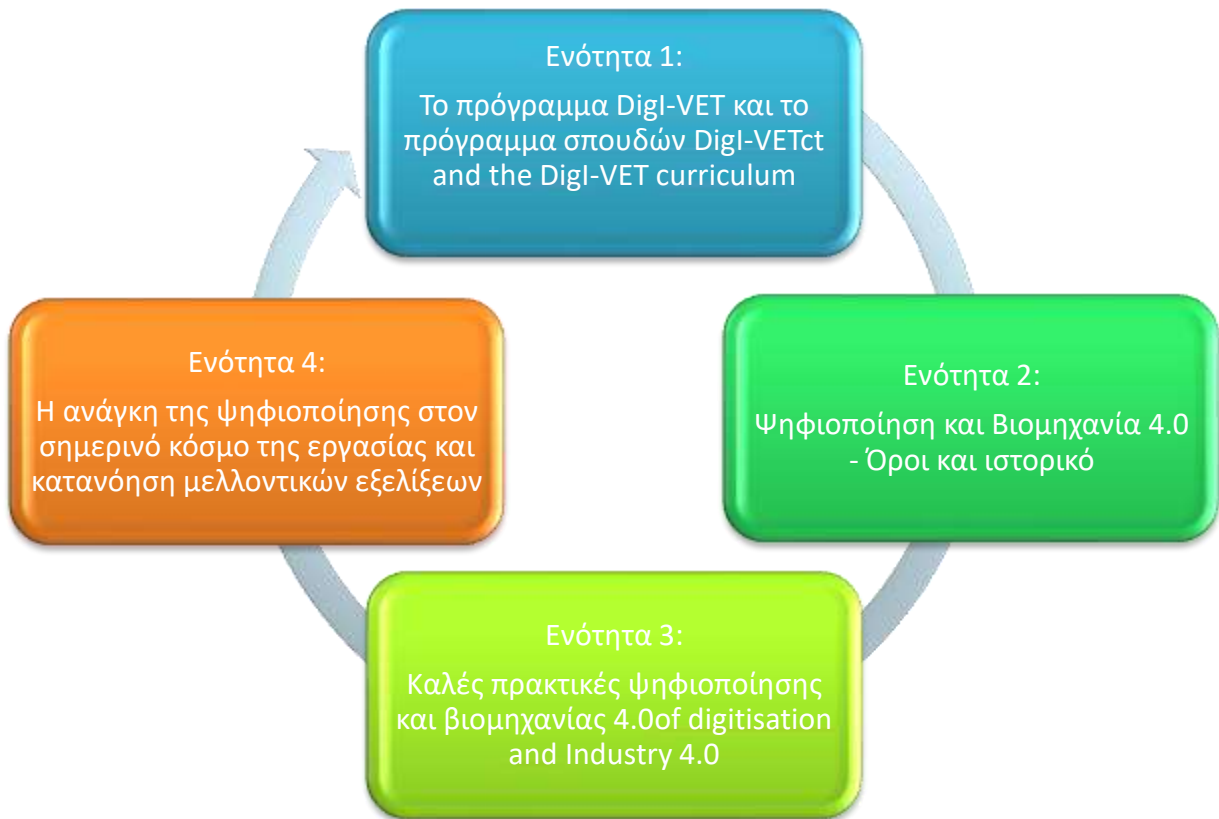 Ενότητα 1:
Το πρόγραμμα DigI-VET και το
πρόγραμμα σπουδών DigI-VETct
and the DigI-VET curriculum
Ενότητα 2:
Ψηφιοποίηση και Βιομηχανία 4.0
- Όροι και ιστορικό
Ενότητα 3:
Καλές πρακτικές ψηφιοποίησης
και βιομηχανίας 4.0of digitisation
and Industry 4.0
Ενότητα 4:
Η ανάγκη της ψηφιοποίησης στον
σημερινό κόσμο της εργασίας και
κατανόηση μελλοντικών εξελίξεων